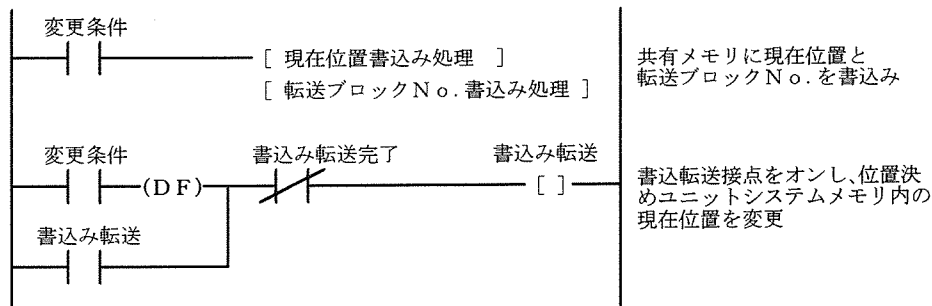 変更条件
[ 現在位置書込み処理 ]
[ 転送ブロックNo.書込み処理 ]
共有メモリに現在位置と
転送ブロックNo.を書込み
変更条件
(DF)
書込み転送完了
書込み転送
[ ]
書込転送接点をオンし、位置決
めユニットシステムメモリ内の
現在位置を変更
書込み転送